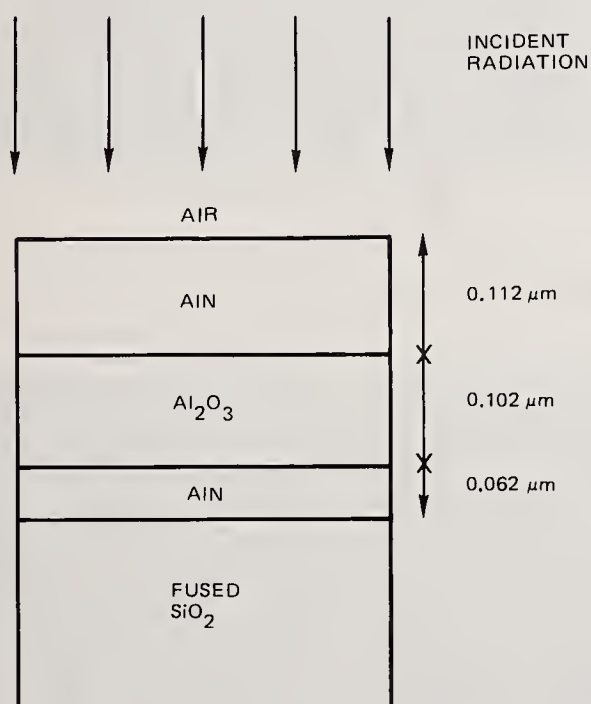 INCIDENT
RADIATION
AIR
AlN
0.112 μm
Al₂O₃
0.102 μm
AlN
0.062 μm
FUSED
SiO₂